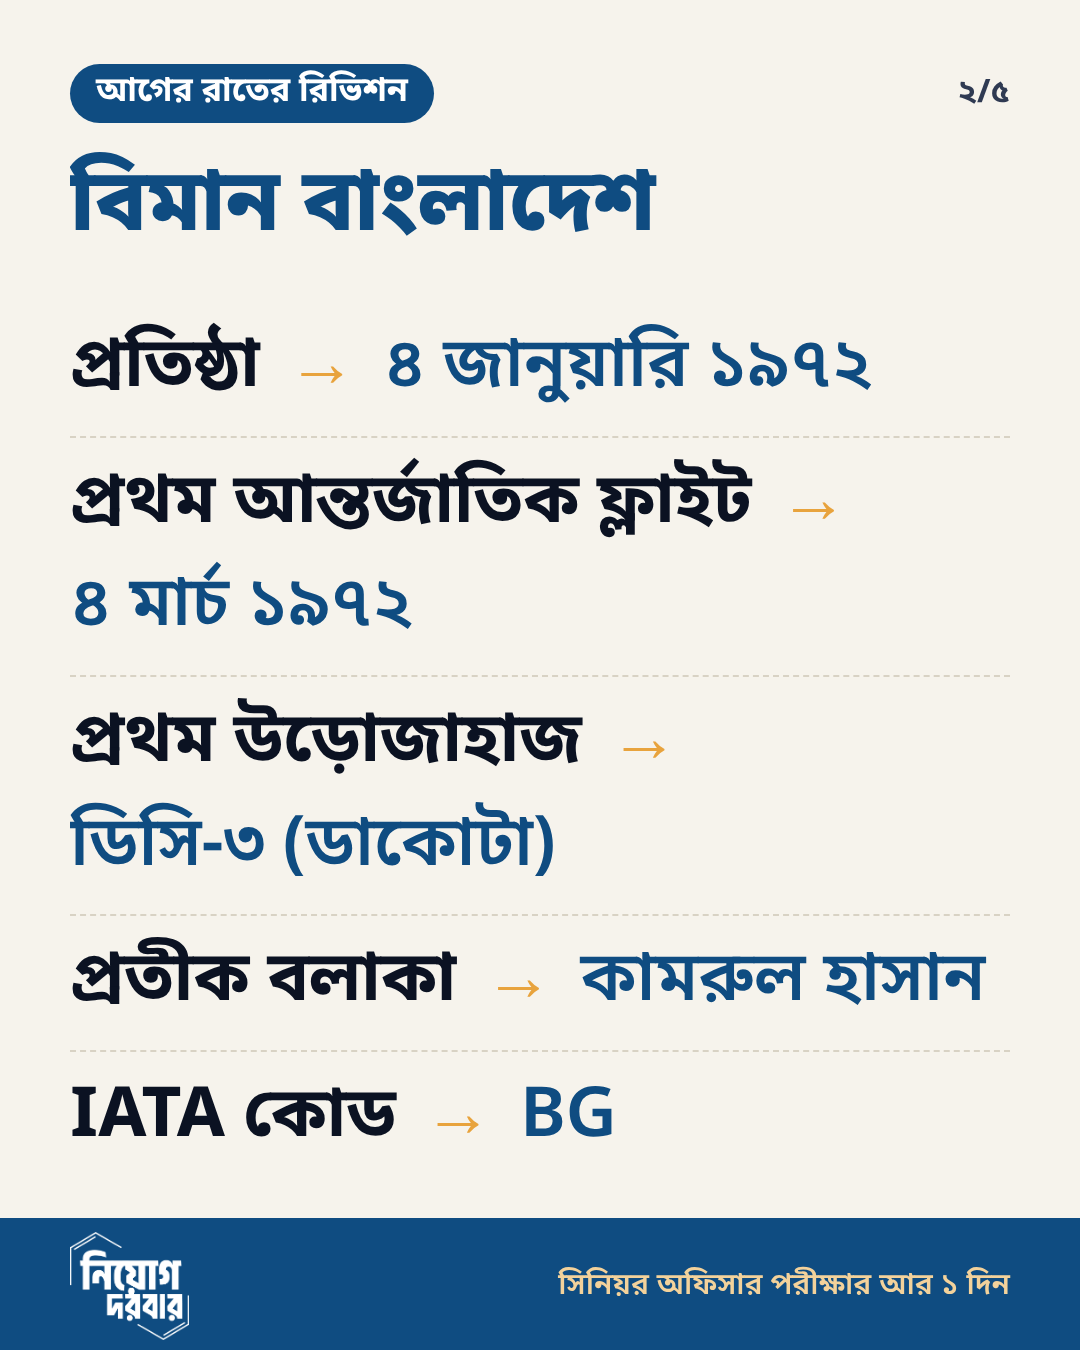 আগের রাতের রিভিশন
২/৫
বিমান বাংলাদেশ
প্রতিষ্ঠা → ৪ জানুয়ারি ১৯৭২
প্রথম আন্তর্জাতিক ফ্লাইট →
৪ মার্চ ১৯৭২
প্রথম উড়োজাহাজ →
ডিসি-৩ (ডাকোটা)
প্রতীক বলাকা → কামরুল হাসান
IATA কোড → BG
নিয়োগ
দরবার
সিনিয়র অফিসার পরীক্ষার আর ১ দিন